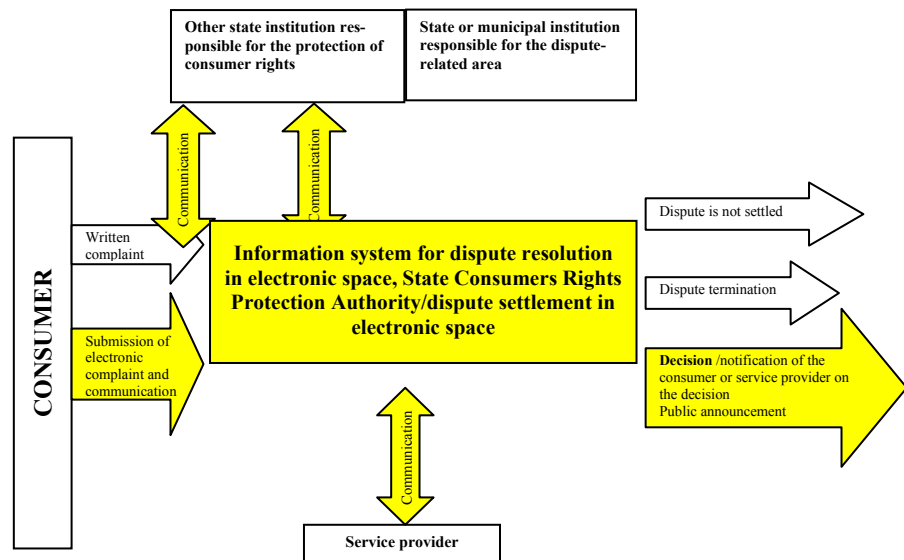 Other state institution res-
ponsible for the protection of
consumer rights
State or municipal institution
responsible for the dispute-
related area
Communication
Communication
CONSUMER
Written
complaint
Submission of
electronic
complaint and
communication
Information system for dispute resolution
in electronic space, State Consumers Rights
Protection Authority/dispute settlement in
electronic space
Dispute is not settled
Dispute termination
Decision /notification of the
consumer or service provider on
the decision
Public announcement
Communication
Service provider